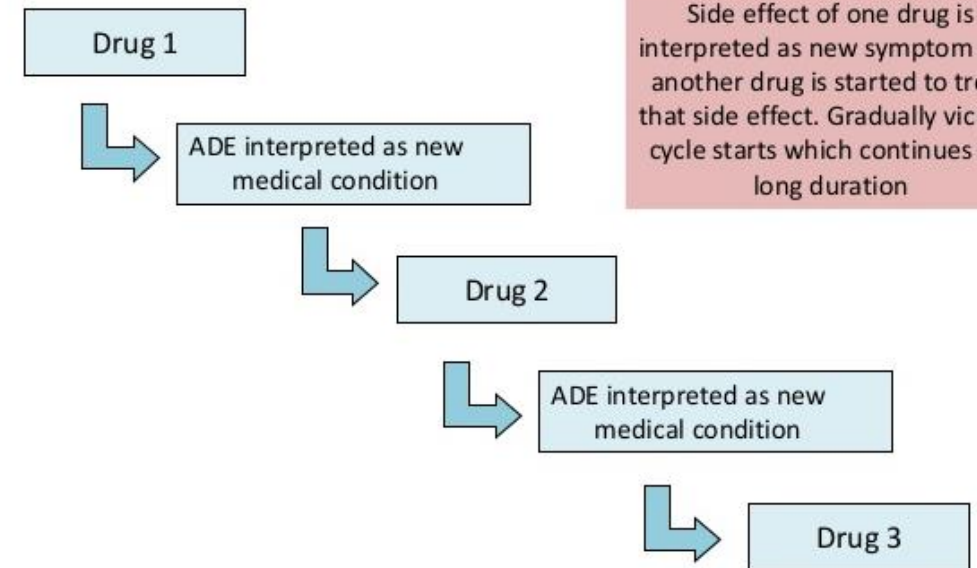 Drug 1
ADE interpreted as new
medical condition
Drug 2
ADE interpreted as new
medical condition
Drug 3
Side effect of one drug is
interpreted as new symptom
another drug is started to
that side effect. Gradually
cycle starts which continues
long duration